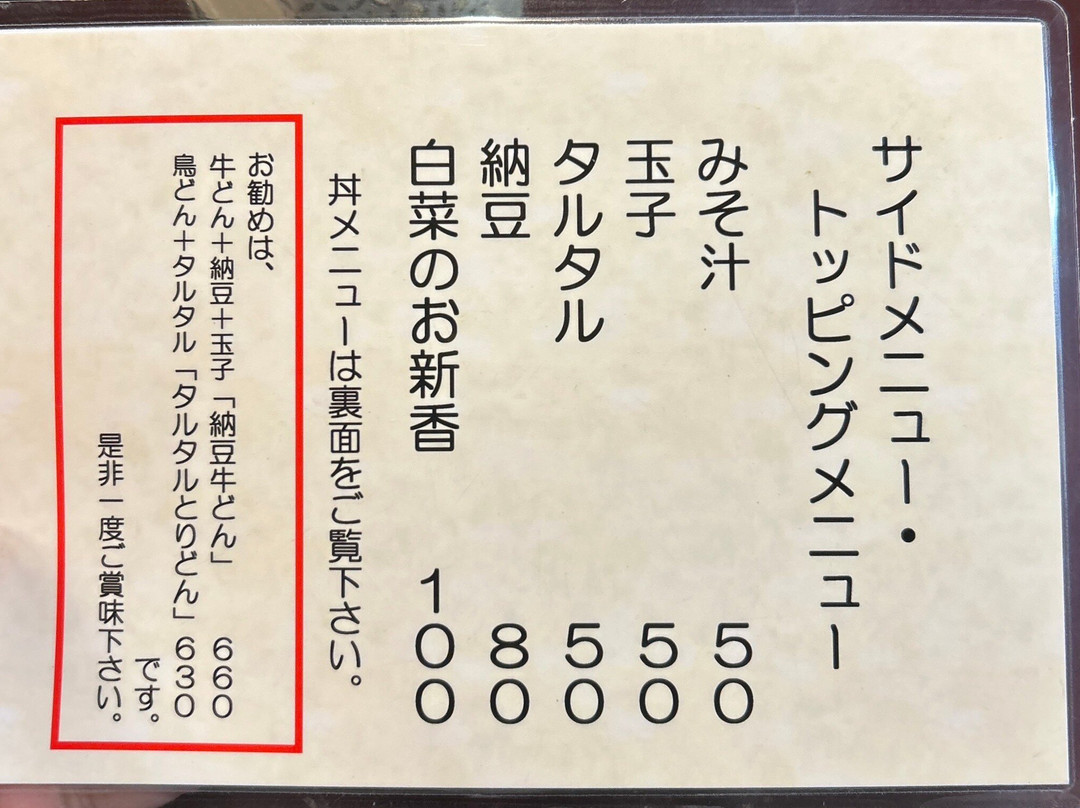 サイドメニュー・
トッピングメニュー
みそ汁 50
玉子 50
タルタル 50
納豆 80
白菜のお新香 100
丼メニューは裏面をご覧下さい。
お勧めは、
牛どん+納豆+玉子「納豆牛どん」 660
鳥どん+タルタル「タルタルとりどん」630
です。
是非一度ご賞味下さい。